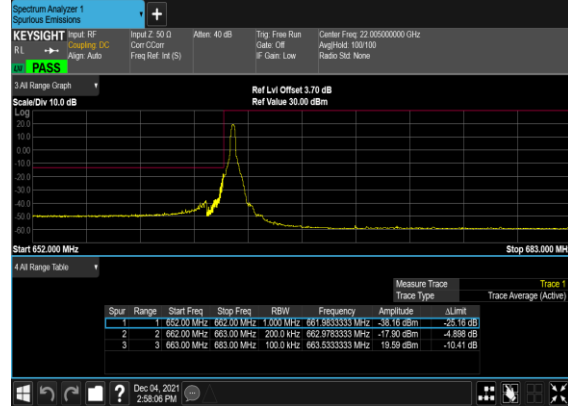 Spectrum Analyzer 1
Spurious Emissions
KEYSIGHT Input: RF Input Z: 50 Ω Atten: 40 dB Trig: Free Run Center Freq: 22.005000000 GHz
RL Coupling: DC Corr CCorr Gate: Off Avg|Hold: 100/100
Align: Auto Freq Ref: Int (S) IF Gain: Low Radio Std: None
PASS
3 All Range Graph
Ref Lvl Offset 3.70 dB
Scale/Div 10.0 dB Ref Value 30.00 dBm
Log
20.0
10.0
0.00
-10.0
-20.0
-30.0
-40.0
-50.0
-60.0
Start 652.000 MHz Stop 683.000 MH
4 All Range Table
Measure Trace Trace 1
Trace Type Trace Average (Active)
Spur Range Start Freq Stop Freq RBW Frequency Amplitude ΔLimit
1 1 652.00 MHz 662.00 MHz 1.000 MHz 661.9833333 MHz -38.16 dBm -25.16 dB
2 2 662.00 MHz 663.00 MHz 200.0 kHz 662.9783333 MHz -17.90 dBm -4.898 dB
3 3 663.00 MHz 683.00 MHz 100.0 kHz 663.5333333 MHz 19.59 dBm -10.41 dB
?
Dec 04, 2021
2:58:06 PM